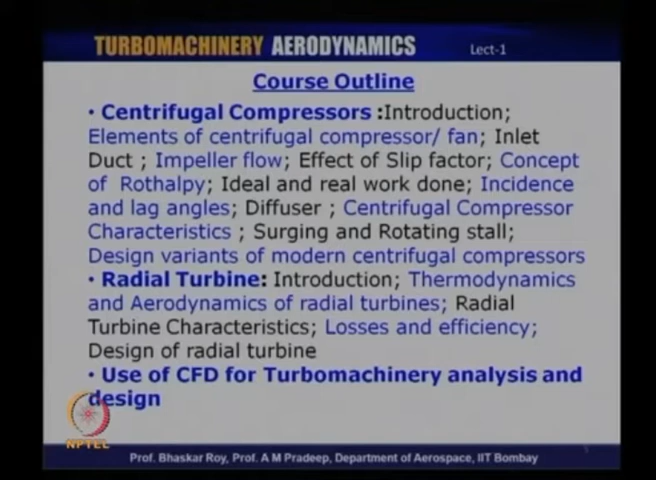 TURBOMACHINERY AERODYNAMICS Lect-1
Course Outline
• Centrifugal Compressors :Introduction;
Elements of centrifugal compressor/ fan; Inlet
Duct ; Impeller flow; Effect of Slip factor; Concept
of Rothalpy; Ideal and real work done; Incidence
and lag angles; Diffuser ; Centrifugal Compressor
Characteristics ; Surging and Rotating stall;
Design variants of modern centrifugal compressors
• Radial Turbine: Introduction; Thermodynamics
and Aerodynamics of radial turbines; Radial
Turbine Characteristics; Losses and efficiency;
Design of radial turbine
• Use of CFD for Turbomachinery analysis and
design
NPTEL
Prof. Bhaskar Roy, Prof. A M Pradeep, Department of Aerospace, IIT Bombay